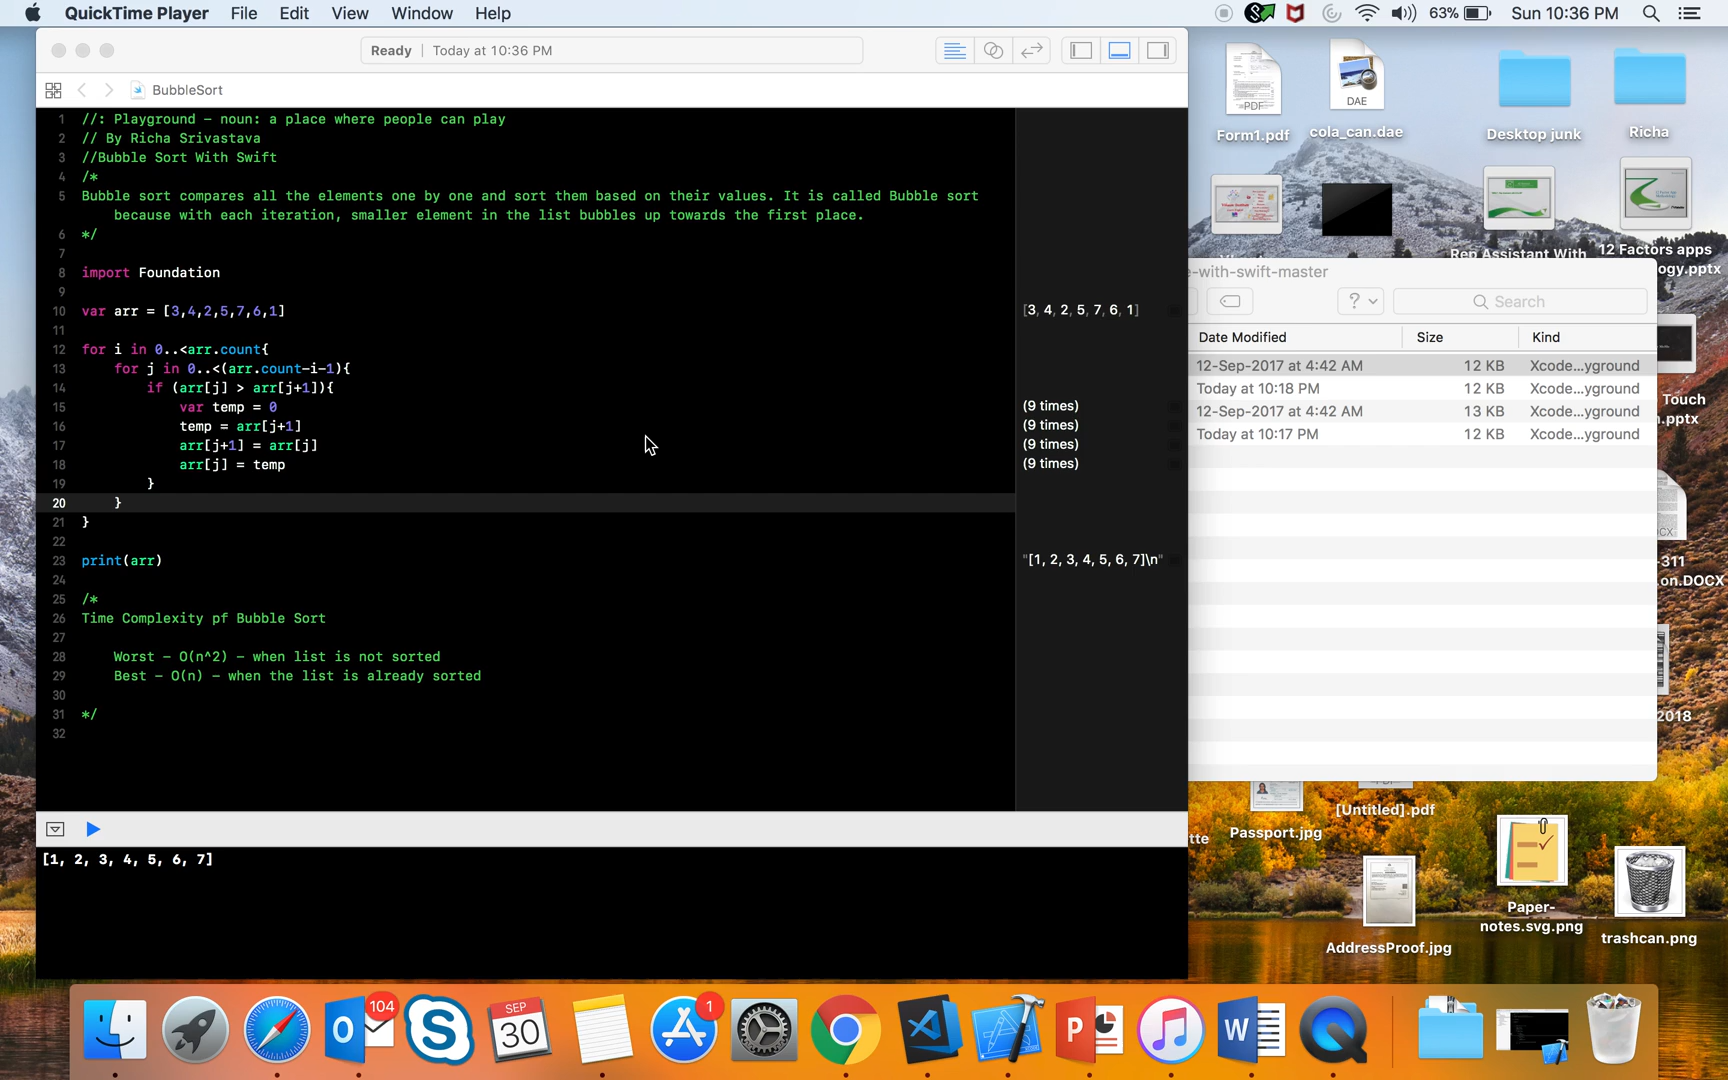 QuickTime Player File Edit View Window Help
63% Sun 10:36 PM
Ready | Today at 10:36 PM
BubbleSort
1 //: Playground - noun: a place where people can play
2 // By Richa Srivastava
3 //Bubble Sort With Swift
4 /*
5 Bubble sort compares all the elements one by one and sort them based on their values. It is called Bubble sort
because with each iteration, smaller element in the list bubbles up towards the first place.
6 */
7
8 import Foundation
9
10 var arr = [3,4,2,5,7,6,1]
[3, 4, 2, 5, 7, 6, 1]
11
12 for i in 0..<arr.count{
13 for j in 0..<(arr.count-i-1){
14 if (arr[j] > arr[j+1]){
15 var temp = 0
(9 times)
16 temp = arr[j+1]
(9 times)
17 arr[j+1] = arr[j]
(9 times)
18 arr[j] = temp
(9 times)
19 }
20 }
21 }
22
23 print(arr)
"[1, 2, 3, 4, 5, 6, 7]\n"
24
25 /*
26 Time Complexity pf Bubble Sort
27
28 Worst - O(n^2) - when list is not sorted
29 Best - O(n) - when the list is already sorted
30
31 */
32
[1, 2, 3, 4, 5, 6, 7]
PDF
Form1.pdf
DAE
cola_can.dae
Desktop junk
Richa
Rep Assistant With
12 Factors apps
ogy.pptx
e-with-swift-master
?
Search
Date Modified Size Kind
12-Sep-2017 at 4:42 AM 12 KB Xcode...yground
Today at 10:18 PM 12 KB Xcode...yground
12-Sep-2017 at 4:42 AM 13 KB Xcode...yground
Today at 10:17 PM 12 KB Xcode...yground
Touch
n.pptx
CX
-311
on.DOCX
2018
tte
Passport.jpg
[Untitled].pdf
AddressProof.jpg
Paper-
notes.svg.png
trashcan.png
104
SEP
30
1